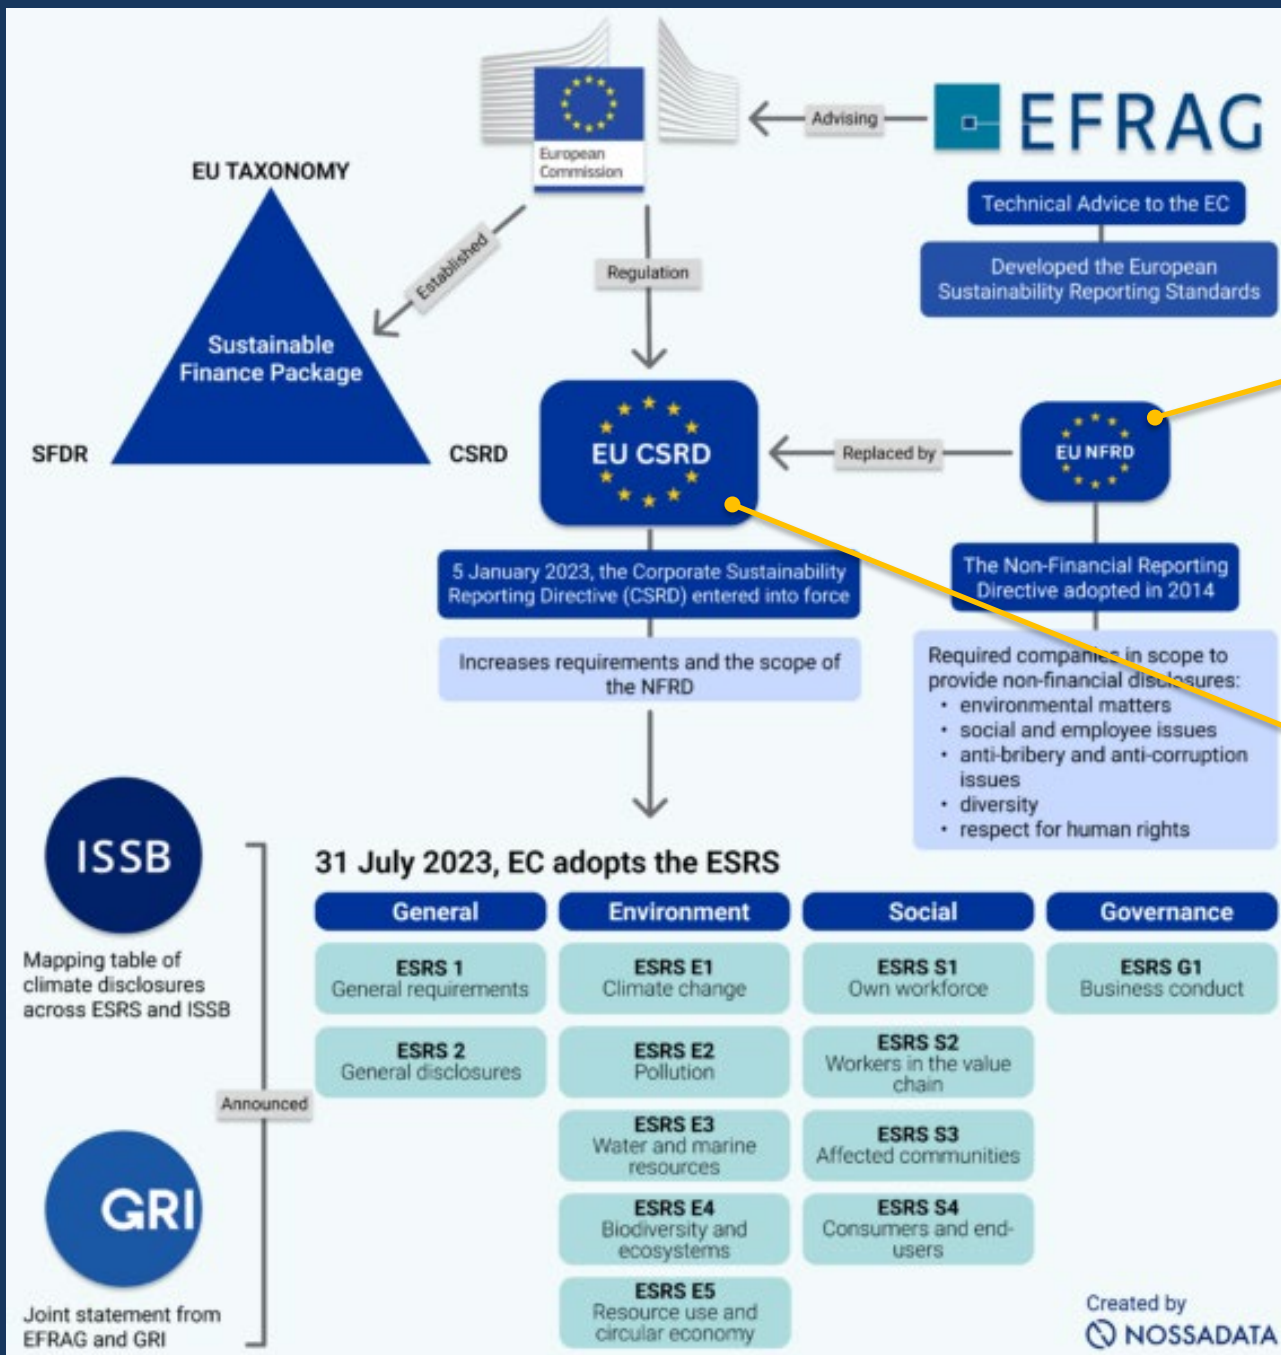 European
Commission
Advising
EFRAG
Technical Advice to the EC
Developed the European
Sustainability Reporting Standards
EU TAXONOMY
Established
Regulation
Sustainable
Finance Package
SFDR
CSRD
EU CSRD
Replaced by
EU NFRD
5 January 2023, the Corporate Sustainability
Reporting Directive (CSRD) entered into force
Increases requirements and the scope of
the NFRD
The Non-Financial Reporting
Directive adopted in 2014
Required companies in scope to
provide non-financial disclosures:
• environmental matters
• social and employee issues
• anti-bribery and anti-corruption
issues
• diversity
• respect for human rights
ISSB
Mapping table of
climate disclosures
across ESRS and ISSB
Announced
GRI
Joint statement from
EFRAG and GRI
31 July 2023, EC adopts the ESRS
General
ESRS 1
General requirements
ESRS 2
General disclosures
Environment
ESRS E1
Climate change
ESRS E2
Pollution
ESRS E3
Water and marine
resources
ESRS E4
Biodiversity and
ecosystems
ESRS E5
Resource use and
circular economy
Social
ESRS S1
Own workforce
ESRS S2
Workers in the value
chain
ESRS S3
Affected communities
ESRS S4
Consumers and end-
users
Governance
ESRS G1
Business conduct
Created by
NOSSADATA